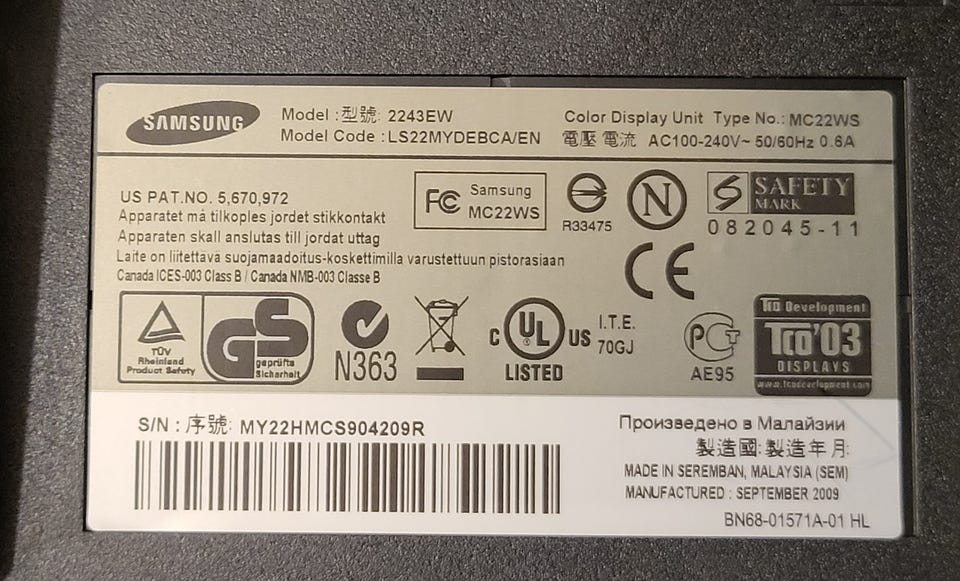 SAMSUNG
Model :型號: 2243EW
Model Code :LS22MYDEBCA/EN
Color Display Unit Type No.: MC22WS
電壓 電流 AC100-240V~ 50/60Hz 0.6A
US PAT.NO. 5,670,972
Apparatet må tilkoples jordet stikkontakt
Apparaten skall anslutas till jordat uttag
Laite on liitettävä suojamaadoitus-koskettimilla varustettuun pistorasiaan
Canada ICES-003 Class B / Canada NMB-003 Classe B
FC Samsung
MC22WS
R33475
N
S SAFETY
MARK
082045-11
CE
TÜV
Rheinland
Product Safety
GS
geprüfte
Sicherheit
N363
C UL US
LISTED
I.T.E.
70GJ
PCT
AE95
TCO Development
TCO'03
DISPLAYS
www.tcodevelopment.com
S/N : 序號: MY22HMCS904209R
Произведено в Малайзии
製造國:製造年月:
MADE IN SEREMBAN, MALAYSIA (SEM)
MANUFACTURED : SEPTEMBER 2009
BN68-01571A-01 HL